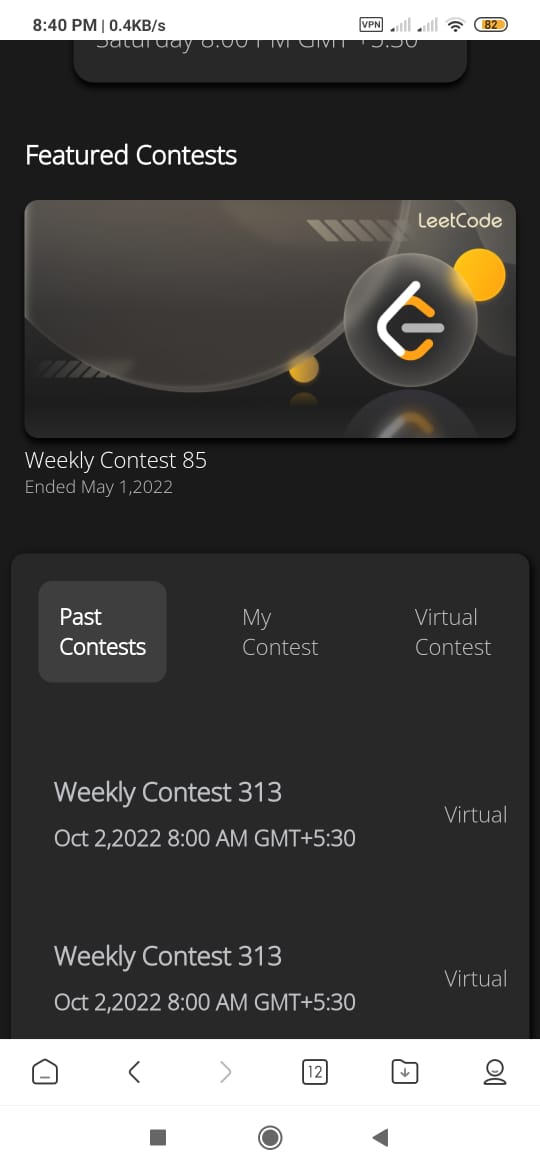 8:40 PM | 0.4KB/s
VPN
82
Saturday 8:00 PM GMT +5:30
Featured Contests
LeetCode
Weekly Contest 85
Ended May 1,2022
Past
Contests
My
Contest
Virtual
Contest
Weekly Contest 313
Virtual
Oct 2,2022 8:00 AM GMT+5:30
Weekly Contest 313
Virtual
Oct 2,2022 8:00 AM GMT+5:30
12